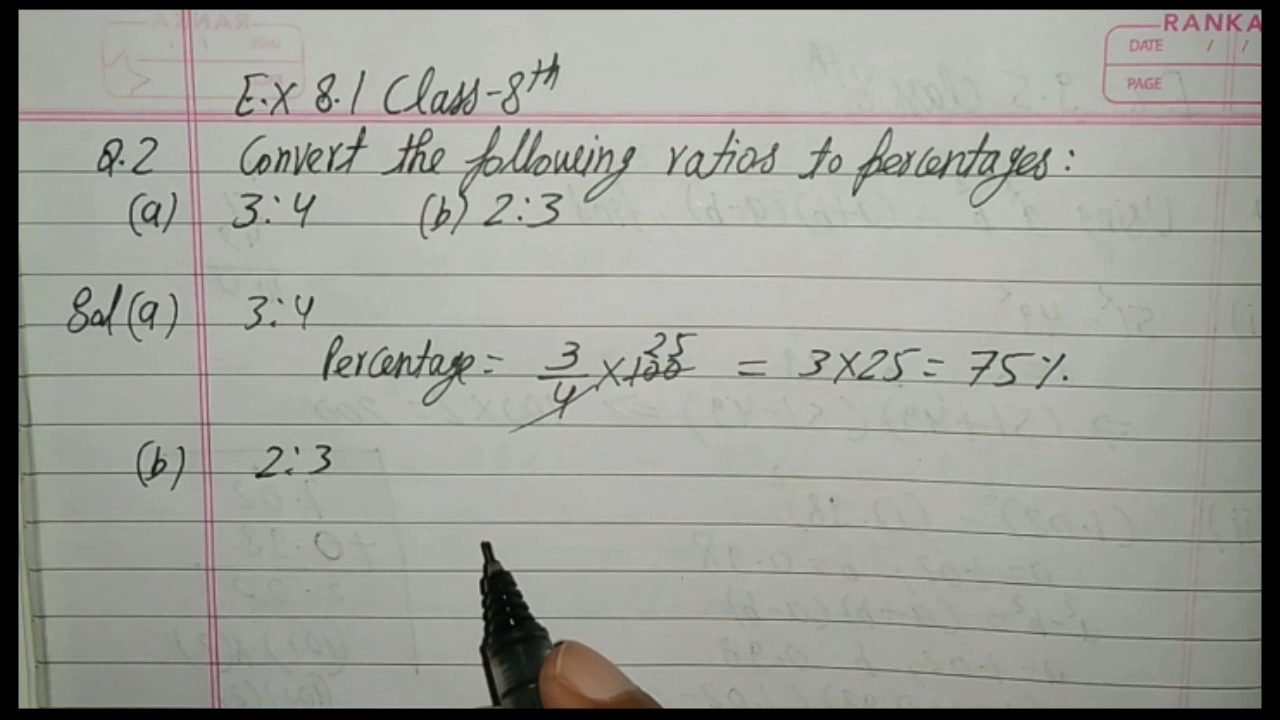 RANKA
DATE / /
PAGE
E.X 8.1 Class-8th
Q.2 Convert the following ratios to percentages:
(a) 3:4 (b) 2:3
Sol (a) 3:4
Percentage = 3/4 × 100 25 = 3×25 = 75%.
(b) 2:3